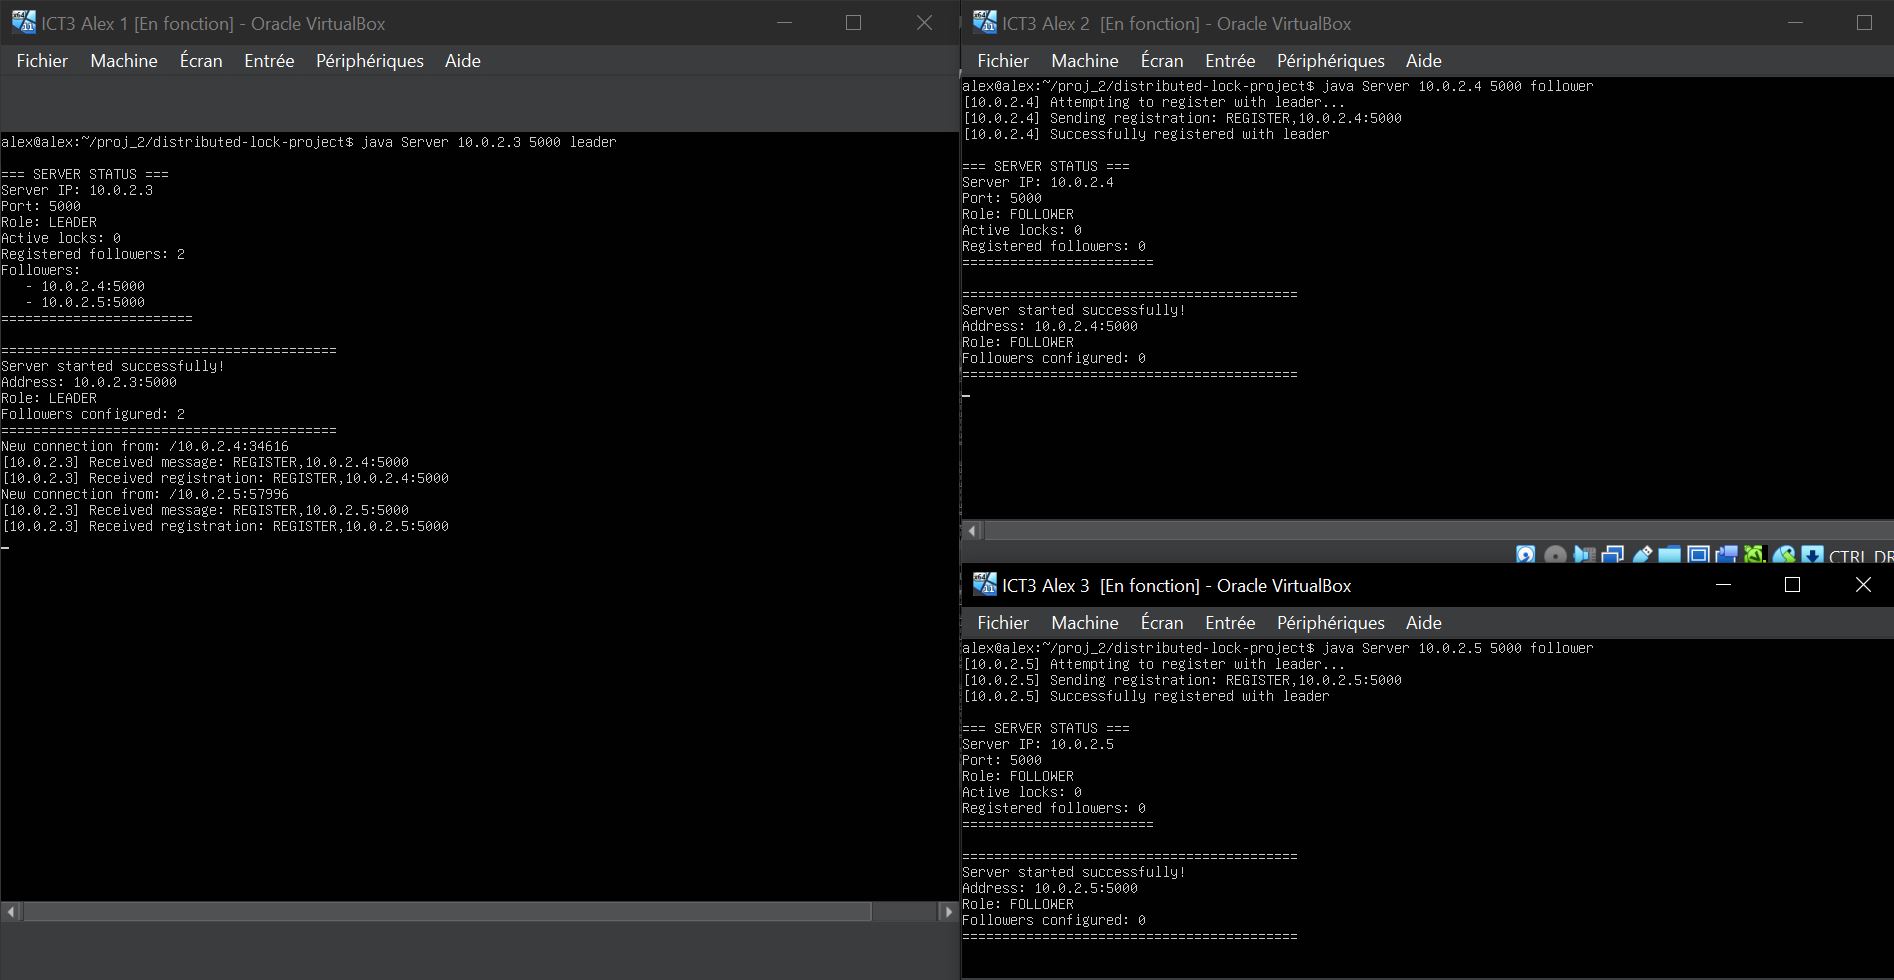 ICT3 Alex 1 [En fonction] - Oracle VirtualBox
Fichier Machine Écran Entrée Périphériques Aide
alex@alex:~/proj_2/distributed-lock-project$ java Server 10.0.2.3 5000 leader
=== SERVER STATUS ===
Server IP: 10.0.2.3
Port: 5000
Role: LEADER
Active locks: 0
Registered followers: 2
Followers:
- 10.0.2.4:5000
- 10.0.2.5:5000
========================
==========================================
Server started successfully!
Address: 10.0.2.3:5000
Role: LEADER
Followers configured: 2
==========================================
New connection from: /10.0.2.4:34616
[10.0.2.3] Received message: REGISTER,10.0.2.4:5000
[10.0.2.3] Received registration: REGISTER,10.0.2.4:5000
New connection from: /10.0.2.5:57996
[10.0.2.3] Received message: REGISTER,10.0.2.5:5000
[10.0.2.3] Received registration: REGISTER,10.0.2.5:5000
ICT3 Alex 2 [En fonction] - Oracle VirtualBox
Fichier Machine Écran Entrée Périphériques Aide
alex@alex:~/proj_2/distributed-lock-project$ java Server 10.0.2.4 5000 follower
[10.0.2.4] Attempting to register with leader...
[10.0.2.4] Sending registration: REGISTER,10.0.2.4:5000
[10.0.2.4] Successfully registered with leader
=== SERVER STATUS ===
Server IP: 10.0.2.4
Port: 5000
Role: FOLLOWER
Active locks: 0
Registered followers: 0
========================
==========================================
Server started successfully!
Address: 10.0.2.4:5000
Role: FOLLOWER
Followers configured: 0
==========================================
CTRL DR
ICT3 Alex 3 [En fonction] - Oracle VirtualBox
Fichier Machine Écran Entrée Périphériques Aide
alex@alex:~/proj_2/distributed-lock-project$ java Server 10.0.2.5 5000 follower
[10.0.2.5] Attempting to register with leader...
[10.0.2.5] Sending registration: REGISTER,10.0.2.5:5000
[10.0.2.5] Successfully registered with leader
=== SERVER STATUS ===
Server IP: 10.0.2.5
Port: 5000
Role: FOLLOWER
Active locks: 0
Registered followers: 0
========================
==========================================
Server started successfully!
Address: 10.0.2.5:5000
Role: FOLLOWER
Followers configured: 0
==========================================